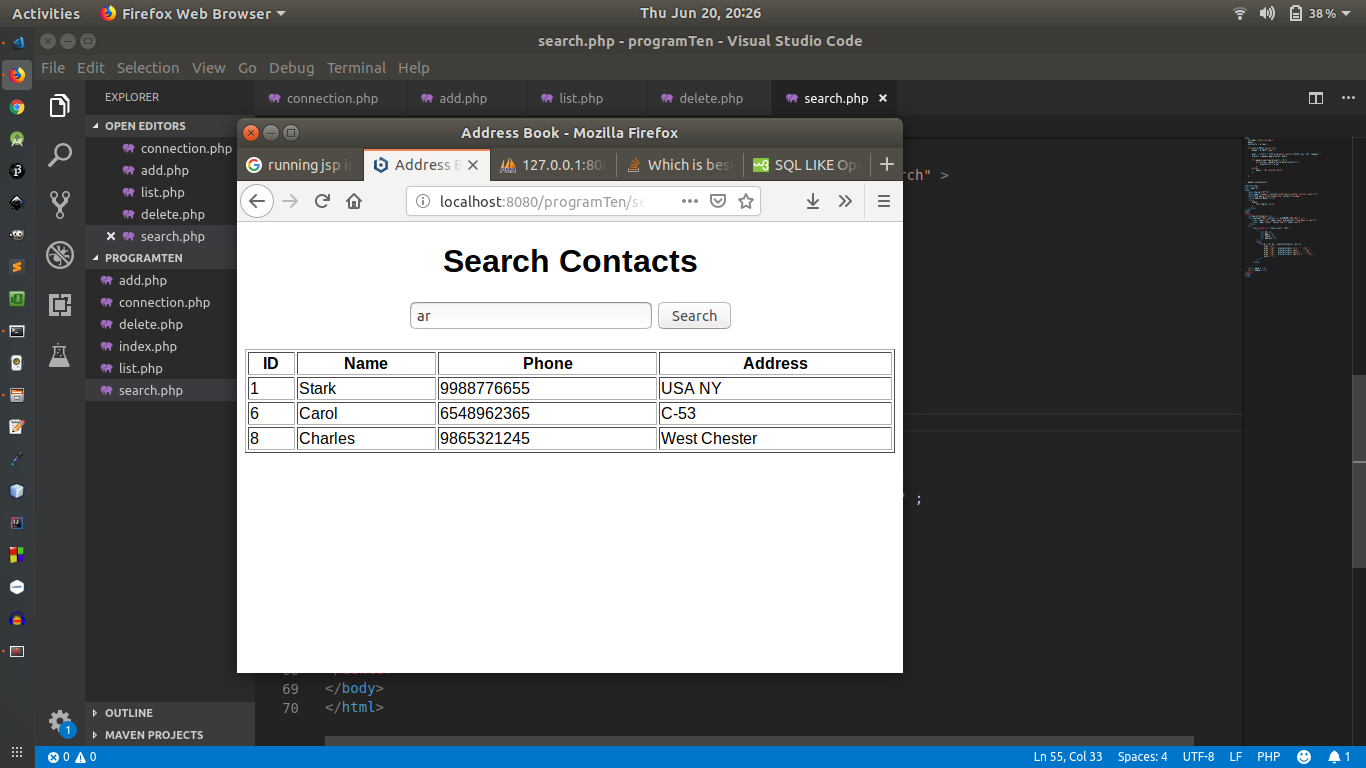 Activities Firefox Web Browser Thu Jun 20, 20:26 38%
search.php - programTen - Visual Studio Code
File Edit Selection View Go Debug Terminal Help
EXPLORER connection.php add.php list.php delete.php search.php
OPEN EDITORS
connection.php
add.php
list.php
delete.php
search.php
PROGRAMTEN
add.php
connection.php
delete.php
index.php
list.php
search.php
OUTLINE
MAVEN PROJECTS
Address Book - Mozilla Firefox
running jsp Address 127.0.0.1:80 Which is SQL LIKE
localhost:8080/programTen/se
Search Contacts
ar Search
ID Name Phone Address
1 Stark 9988776655 USA NY
6 Carol 6548962365 C-53
8 Charles 9865321245 West Chester
rch" >
" ;
69 </body>
70 </html>
1
0 0 Ln 55, Col 33 Spaces: 4 UTF-8 LF PHP 1